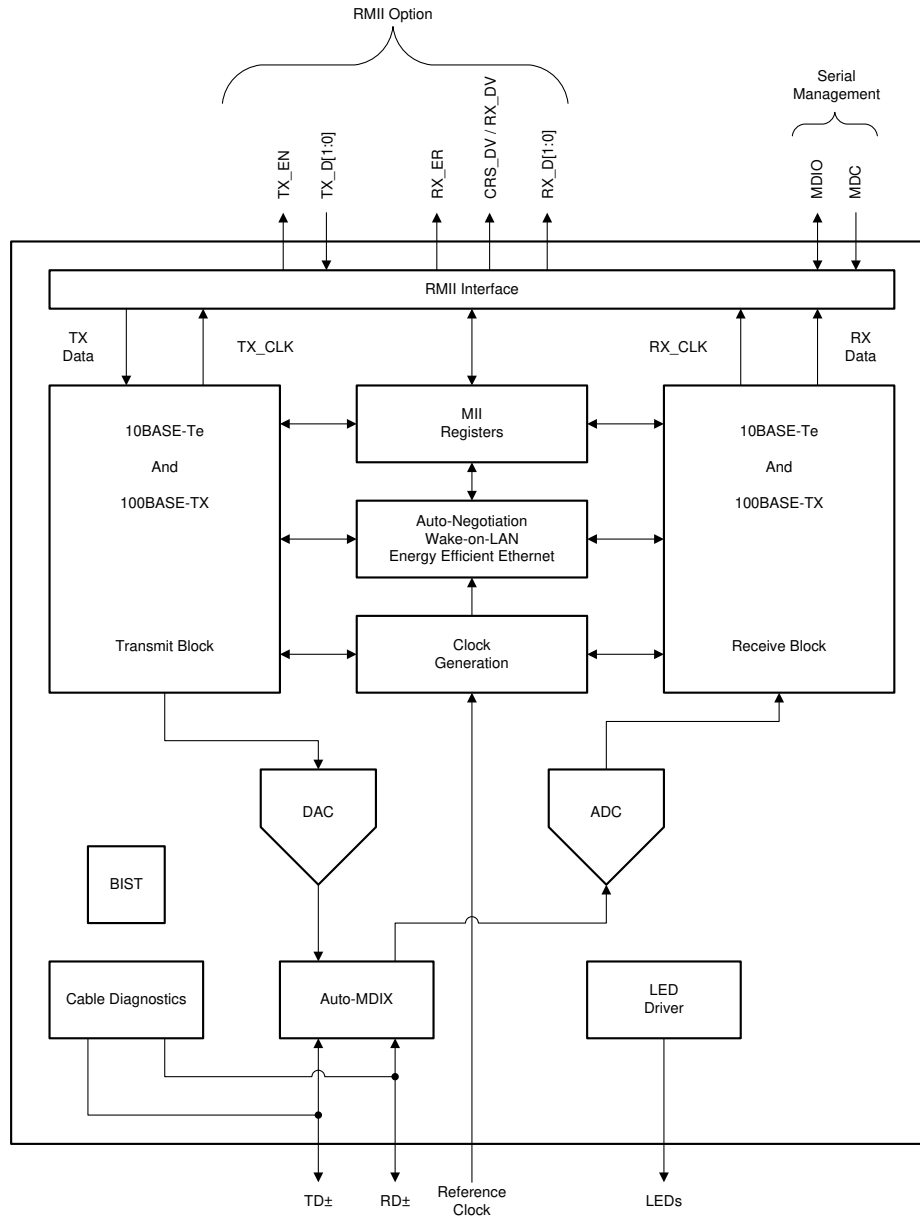 RMII Option
Serial
Management
TX_EN
TX_D[1:0]
RX_ER
CRS_DV / RX_DV
RX_D[1:0]
MDIO
MDC
RMII Interface
TX
Data
TX_CLK
RX_CLK
RX
Data
10BASE-Te
And
100BASE-TX
Transmit Block
MII
Registers
Auto-Negotiation
Wake-on-LAN
Energy Efficient Ethernet
Clock
Generation
10BASE-Te
And
100BASE-TX
Receive Block
DAC
ADC
BIST
Cable Diagnostics
Auto-MDIX
LED
Driver
TD±
RD±
Reference
Clock
LEDs